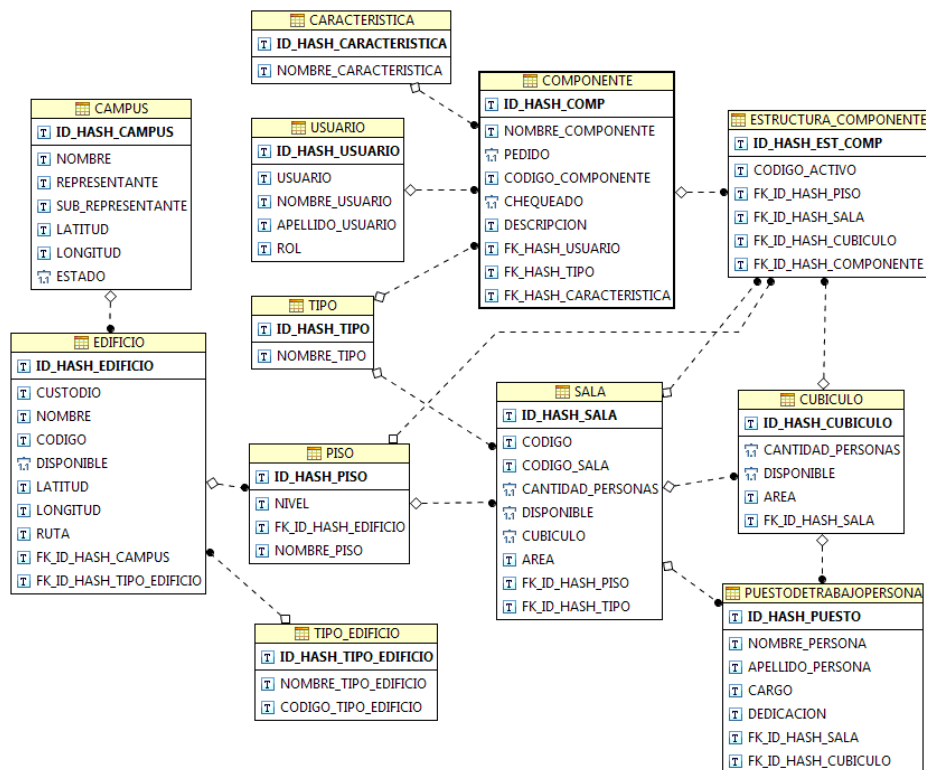 CARACTERISTICA
ID_HASH_CARACTERISTICA
NOMBRE_CARACTERISTICA
CAMPUS
ID_HASH_CAMPUS
NOMBRE
REPRESENTANTE
SUB_REPRESENTANTE
LATITUD
LONGITUD
ESTADO
USUARIO
ID_HASH_USUARIO
USUARIO
NOMBRE_USUARIO
APELLIDO_USUARIO
ROL
COMPONENTE
ID_HASH_COMP
NOMBRE_COMPONENTE
PEDIDO
CODIGO_COMPONENTE
CHEQUEADO
DESCRIPCION
FK_HASH_USUARIO
FK_HASH_TIPO
FK_HASH_CARACTERISTICA
ESTRUCTURA_COMPONENTE
ID_HASH_EST_COMP
CODIGO_ACTIVO
FK_ID_HASH_PISO
FK_ID_HASH_SALA
FK_ID_HASH_CUBICULO
FK_ID_HASH_COMPONENTE
TIPO
ID_HASH_TIPO
NOMBRE_TIPO
EDIFICIO
ID_HASH_EDIFICIO
CUSTODIO
NOMBRE
CODIGO
DISPONIBLE
LATITUD
LONGITUD
RUTA
FK_ID_HASH_CAMPUS
FK_ID_HASH_TIPO_EDIFICIO
PISO
ID_HASH_PISO
NIVEL
FK_ID_HASH_EDIFICIO
NOMBRE_PISO
SALA
ID_HASH_SALA
CODIGO
CODIGO_SALA
CANTIDAD_PERSONAS
DISPONIBLE
CUBICULO
AREA
FK_ID_HASH_PISO
FK_ID_HASH_TIPO
CUBICULO
ID_HASH_CUBICULO
CANTIDAD_PERSONAS
DISPONIBLE
AREA
FK_ID_HASH_SALA
TIPO_EDIFICIO
ID_HASH_TIPO_EDIFICIO
NOMBRE_TIPO_EDIFICIO
CODIGO_TIPO_EDIFICIO
PUESTODETRABAJOPERSONA
ID_HASH_PUESTO
NOMBRE_PERSONA
APELLIDO_PERSONA
CARGO
DEDICACION
FK_ID_HASH_SALA
FK_ID_HASH_CUBICULO